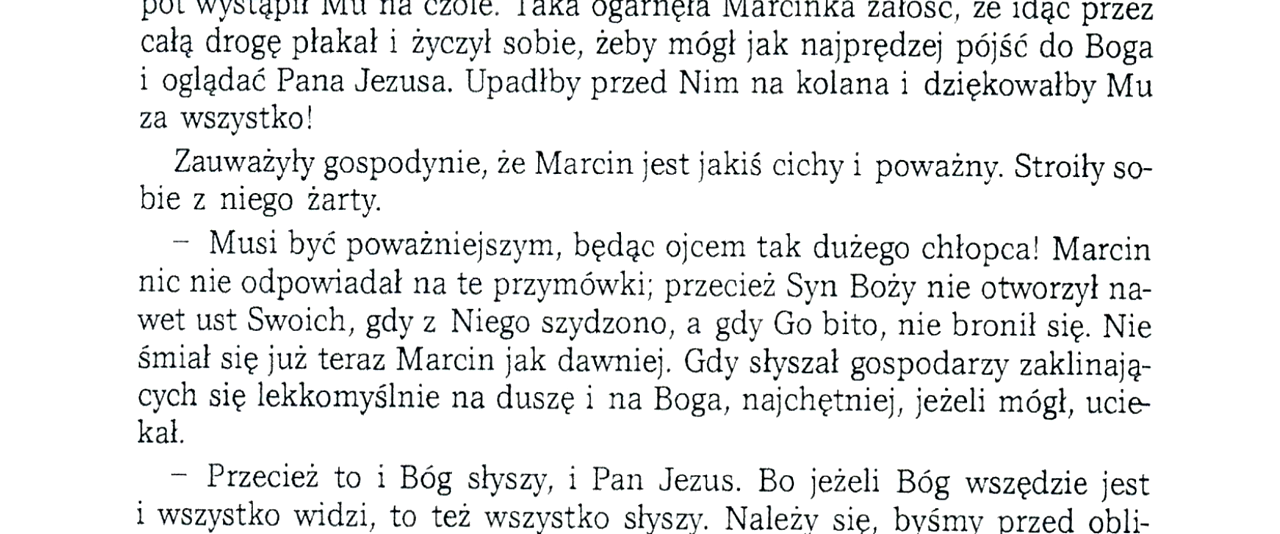 pot wystąpił Mu na czole. Taka ogarnęła Marcinka żałość, że idąc przez
całą drogę płakał i życzył sobie, żeby mógł jak najprędzej pójść do Boga
i oglądać Pana Jezusa. Upadłby przed Nim na kolana i dziękowałby Mu
za wszystko!
Zauważyły gospodynie, że Marcin jest jakiś cichy i poważny. Stroiły so-
bie z niego żarty.
– Musi być poważniejszym, będąc ojcem tak dużego chłopca! Marcin
nic nie odpowiadał na te przymówki; przecież Syn Boży nie otworzył na-
wet ust Swoich, gdy z Niego szydzono, a gdy Go bito, nie bronił się. Nie
śmiał się już teraz Marcin jak dawniej. Gdy słyszał gospodarzy zaklinają-
cych się lekkomyślnie na duszę i na Boga, najchętniej, jeżeli mógł, ucie-
kał.
– Przecież to i Bóg słyszy, i Pan Jezus. Bo jeżeli Bóg wszędzie jest
i wszystko widzi, to też wszystko słyszy. Należy się, byśmy przed obli-